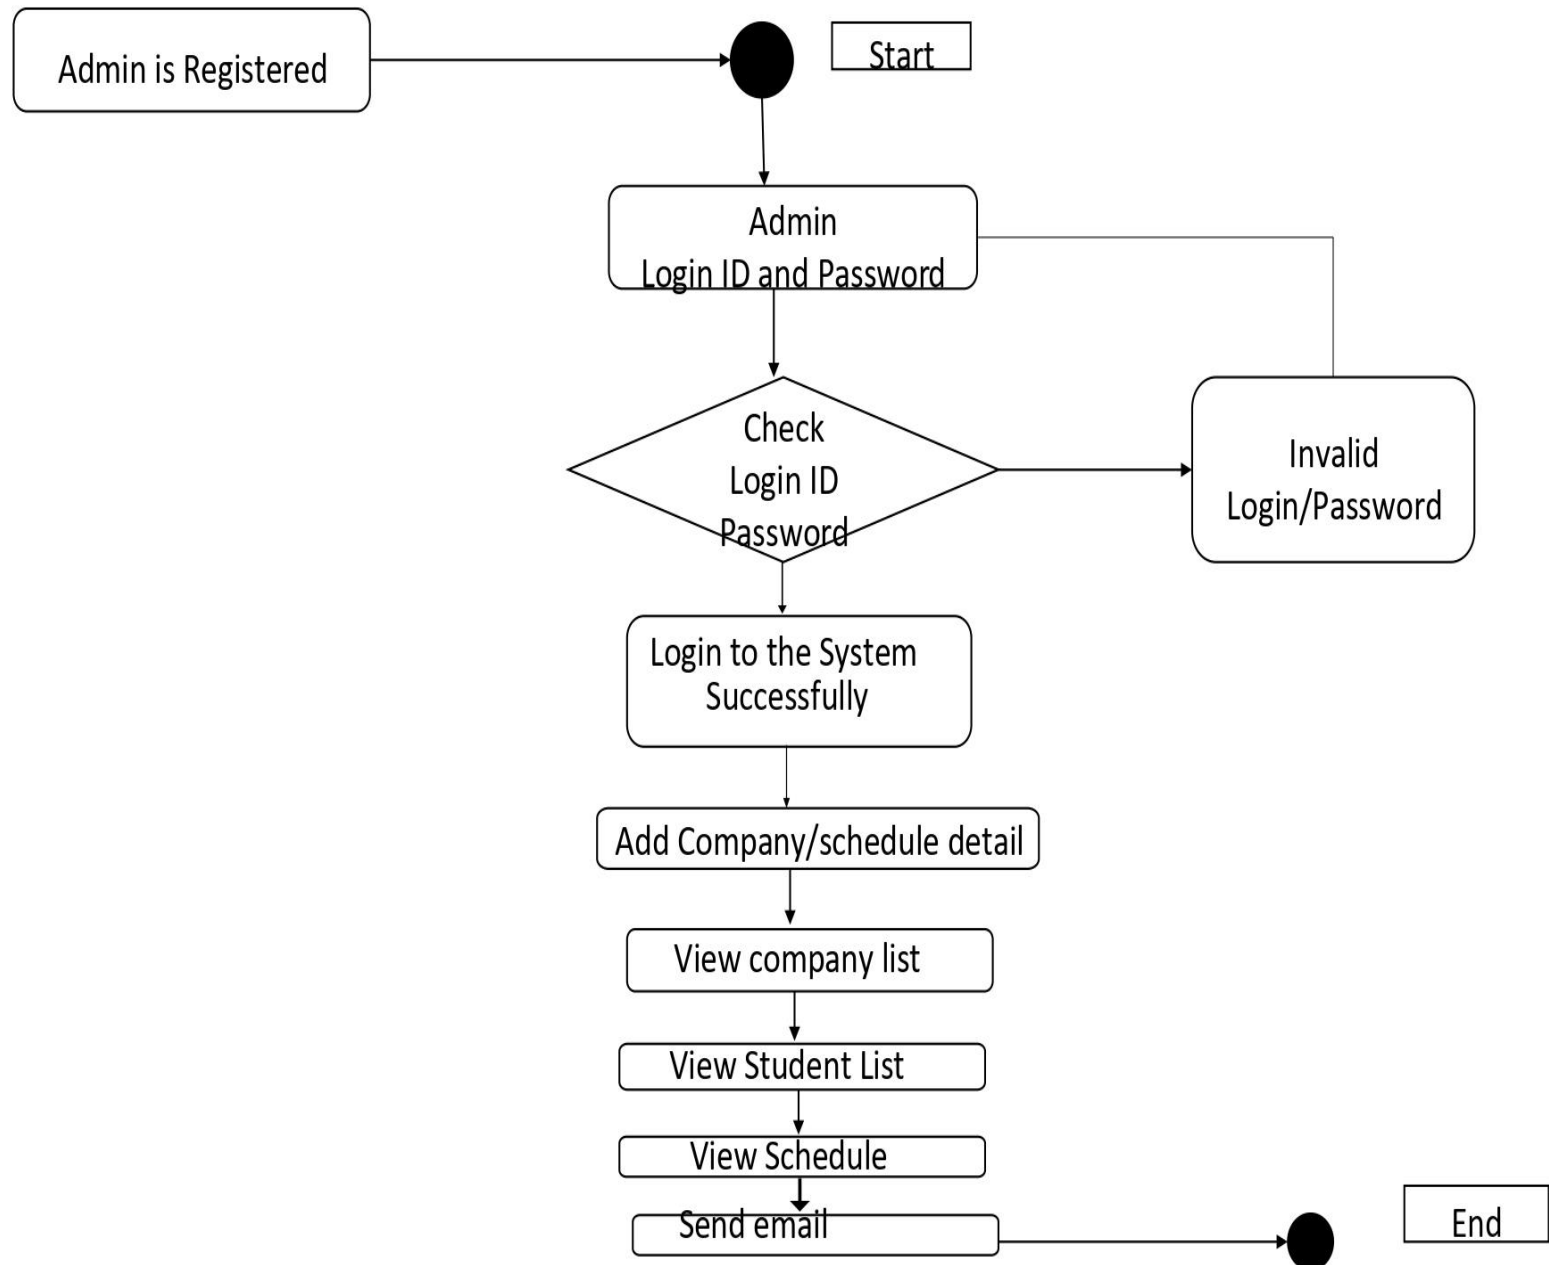 Admin is Registered
Start
Admin
Login ID and Password
Check
Login ID
Password
Invalid
Login/Password
Login to the System
Successfully
Add Company/schedule detail
View company list
View Student List
View Schedule
Send email
End